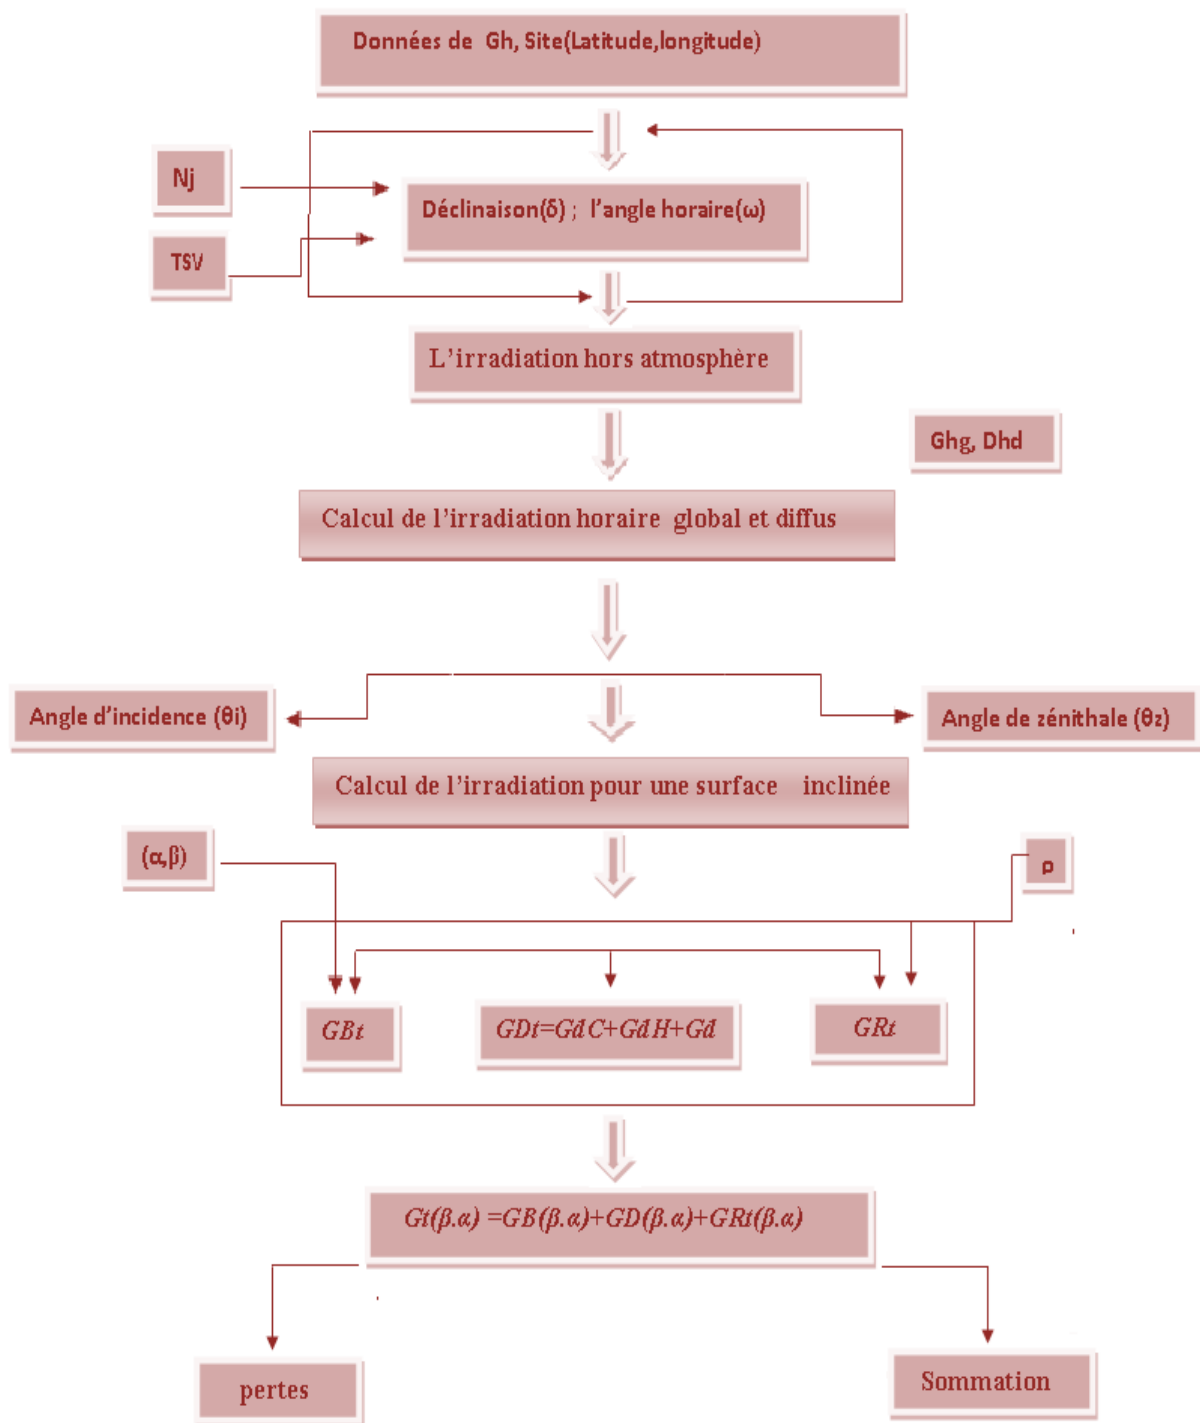 Données de Gh, Site(Latitude,longitude)
Nj
Déclinaison(δ) ; l'angle horaire(ω)
TSV
L'irradiation hors atmosphère
Ghg, Dhd
Calcul de l'irradiation horaire global et diffus
Angle d'incidence (θi)
Angle de zénithale (θz)
Calcul de l'irradiation pour une surface inclinée
(α,β)
ρ
GBt
GDt=GdC+GdH+Gd
GRt
Gt(β.α) =GB(β.α)+GD(β.α)+GRt(β.α)
pertes
Sommation